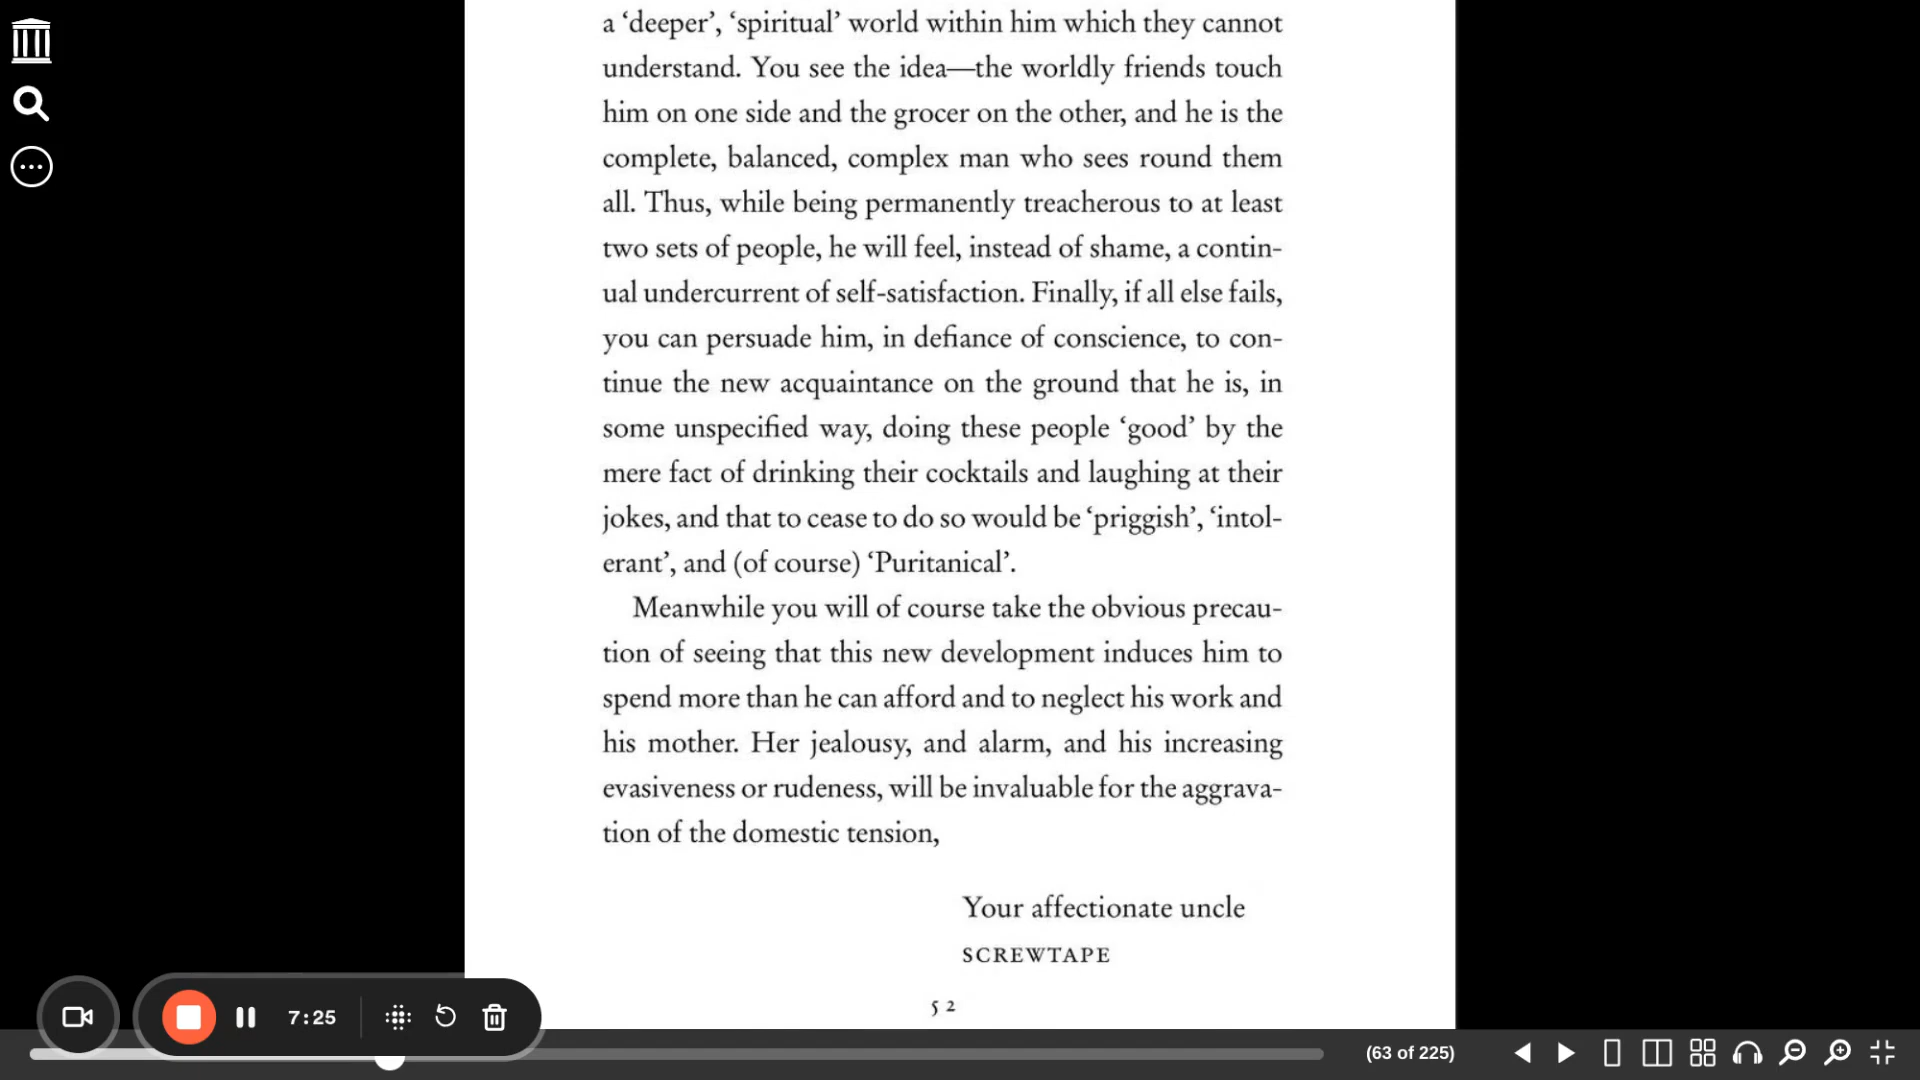 a ‘deeper’, ‘spiritual’ world within him which they cannot
understand. You see the idea—the worldly friends touch
him on one side and the grocer on the other, and he is the
complete, balanced, complex man who sees round them
all. Thus, while being permanently treacherous to at least
two sets of people, he will feel, instead of shame, a contin-
ual undercurrent of self-satisfaction. Finally, if all else fails,
you can persuade him, in defiance of conscience, to con-
tinue the new acquaintance on the ground that he is, in
some unspecified way, doing these people ‘good’ by the
mere fact of drinking their cocktails and laughing at their
jokes, and that to cease to do so would be ‘priggish’, ‘intol-
erant’, and (of course) ‘Puritanical’.
Meanwhile you will of course take the obvious precau-
tion of seeing that this new development induces him to
spend more than he can afford and to neglect his work and
his mother. Her jealousy, and alarm, and his increasing
evasiveness or rudeness, will be invaluable for the aggrava-
tion of the domestic tension,
Your affectionate uncle
SCREWTAPE
52
7:25
(63 of 225)